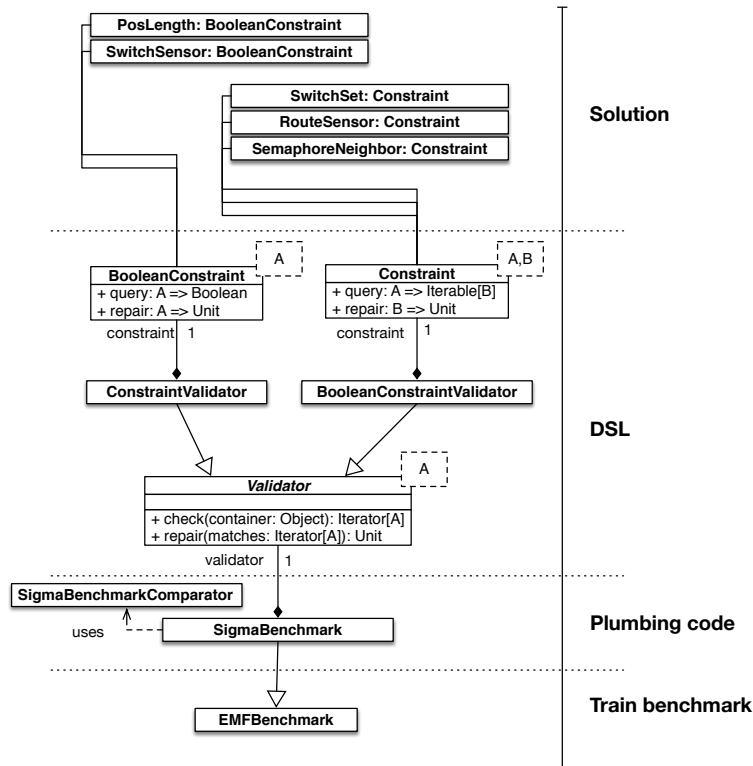 PosLength: BooleanConstraint
SwitchSensor: BooleanConstraint
SwitchSet: Constraint
RouteSensor: Constraint
SemaphoreNeighbor: Constraint
Solution
A
BooleanConstraint
+ query: A => Boolean
+ repair: A => Unit
constraint 1
A,B
Constraint
+ query: A => Iterable[B]
+ repair: B => Unit
constraint 1
ConstraintValidator
BooleanConstraintValidator
DSL
A
Validator
+ check(container: Object): Iterator[A]
+ repair(matches: Iterator[A]): Unit
validator 1
SigmaBenchmarkComparator
uses
SigmaBenchmark
Plumbing code
EMFBenchmark
Train benchmark